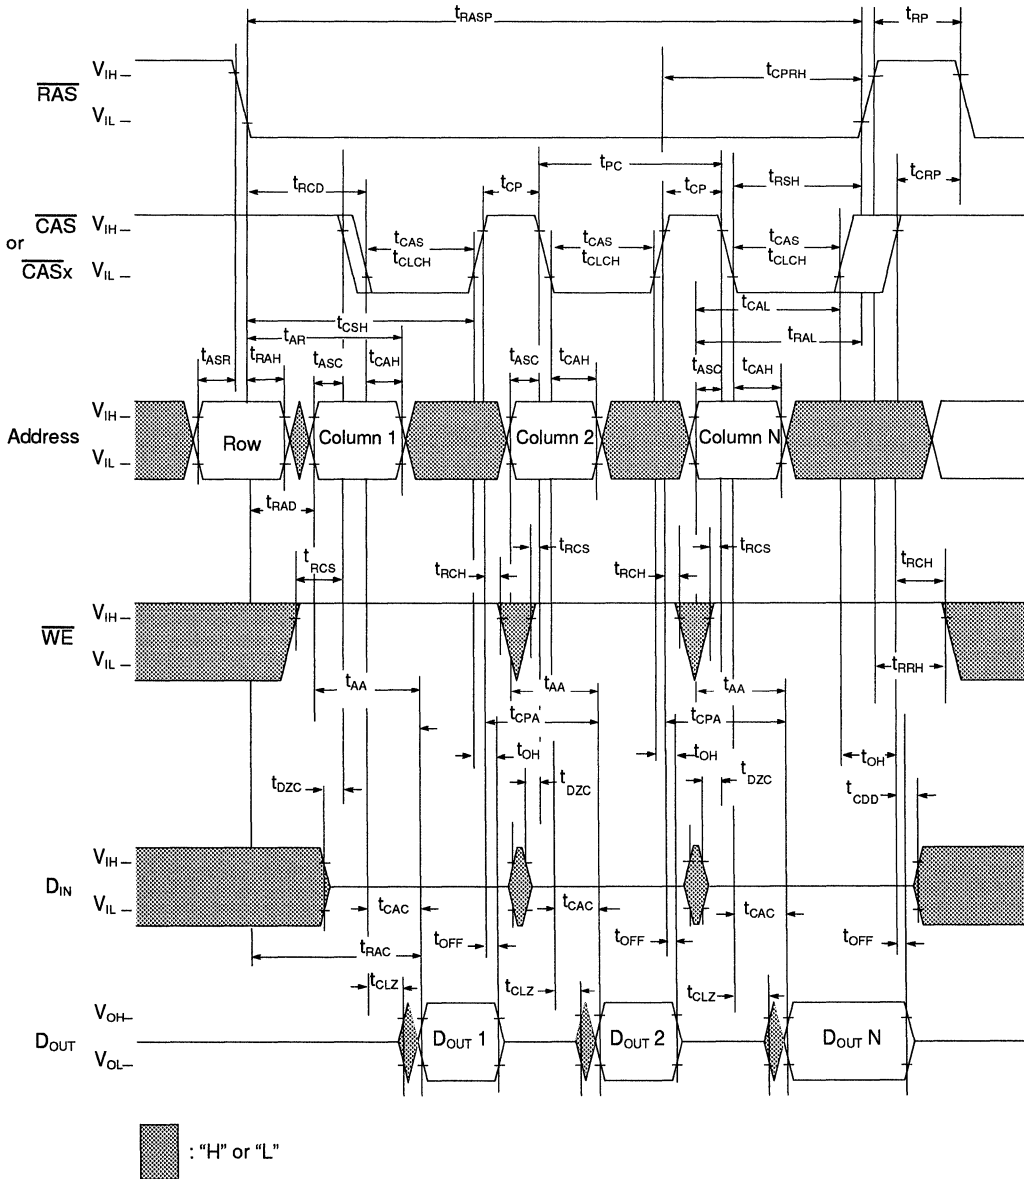 tRASP
tRP
VIH
tCPRH
RAS
VIL
tPC
tRCD
tCP
tCP
tRSH
tCRP
CAS
VIH
or
tCAS
tCAS
tCAS
CASx
VIL
tCLCH
tCLCH
tCLCH
tCAL
tCSH
tAR
tRAL
tASR
tRAH
tASC
tCAH
tASC
tCAH
tASC
tCAH
VIH
Address
Row
Column 1
Column 2
Column N
VIL
tRAD
tRCS
tRCS
tRCS
tRCH
tRCH
tRCH
VIH
WE
VIL
tRRH
tAA
tAA
tAA
tCPA
tCPA
tOH
tOH
tOH
tDZC
tDZC
tDZC
tCDD
VIH
DIN
VIL
tCAC
tCAC
tCAC
tOFF
tOFF
tOFF
tRAC
tCLZ
tCLZ
tCLZ
VOH
DOUT
DOUT 1
DOUT 2
DOUT N
VOL
: “H” or “L”